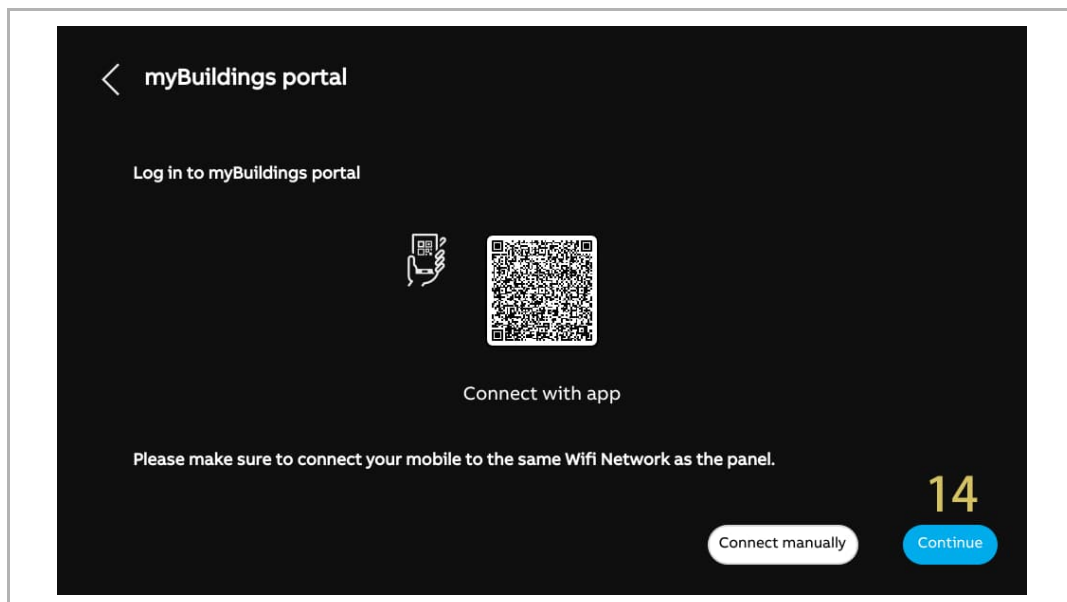 myBuildings portal
Log in to myBuildings portal
Connect with app
Please make sure to connect your mobile to the same Wifi Network as the panel.
14
Connect manually
Continue